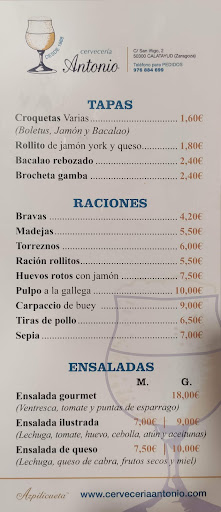 DESDE 1968
cervecería
Antonio
C/ San Iñigo, 2
50300 CALATAYUD (Zaragoza)
Teléfono para PEDIDOS
976 884 699
TAPAS
Croquetas Varias 1,60€
(Boletus, Jamón y Bacalao)
Rollito de jamón york y queso 1,80€
Bacalao rebozado 2,40€
Brocheta gamba 2,40€
RACIONES
Bravas 4,20€
Madejas 5,50€
Torreznos 6,00€
Ración rollitos 5,50€
Huevos rotos con jamón 7,50€
Pulpo a la gallega 10,00€
Carpaccio de buey 9,00€
Tiras de pollo 6,50€
Sepia 7,00€
ENSALADAS
M. G.
Ensalada gourmet 18,00€
(Ventresca, tomate y puntas de esparrago)
Ensalada ilustrada 7,00€ 9,00€
(Lechuga, tomate, huevo, cebolla, atún y aceitunas)
Ensalada de queso 7,50€ 10,00€
(Lechuga, queso de cabra, frutos secos y miel)
Azpilicueta www.cerveceriaantonio.com